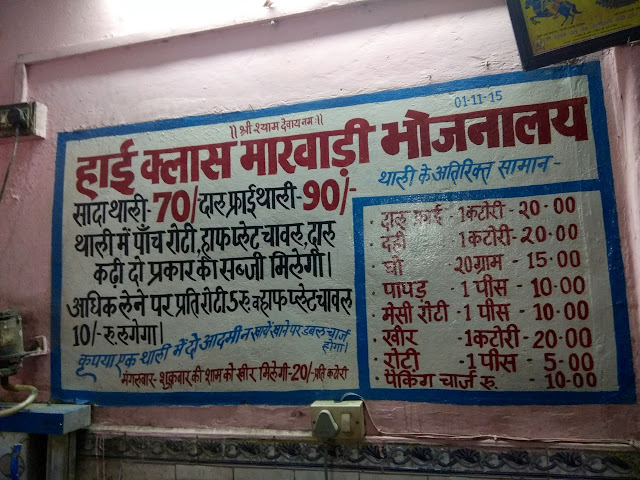 ॥ श्री श्याम देवाय नमः ॥
01-11-15
हाई क्लास मारवाड़ी भोजनालय
सादा थाली-70/ दाल फ्राई थाली-90/-
थाली में पाँच रोटी, हाफ प्लेट चावल, दाल
कढ़ी दो प्रकार की सब्जी मिलेगी।
अधिक लेने पर प्रति रोटी 5 रु. व हाफ प्लेट चावल
10/-रु. लगेगा।
कृपया एक थाली में दो आदमी न खायें खाने पर डबल चार्ज
होगा।
मंगलवार- शुक्रवार की शाम को खीर मिलेगी-20/-प्रति कटोरी
थाली के अतिरिक्त सामान -
. दाल फ्राई - 1 कटोरी - 20-00
. दही 1 कटोरी - 20-00
. घी 20 ग्राम - 15-00
. पापड़ - 1 पीस - 10-00
. मेसी रोटी - 1 पीस - 10-00
. खीर - 1 कटोरी - 20-00
. रोटी - 1 पीस - 5-00
. पैकिंग चार्ज रु. - 10-00